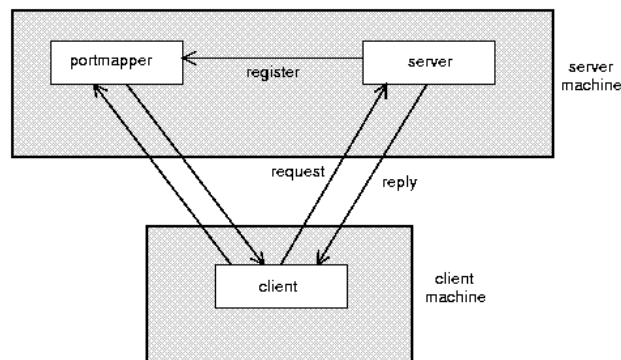 portmapper
server
register
server
machine
request
reply
client
client
machine